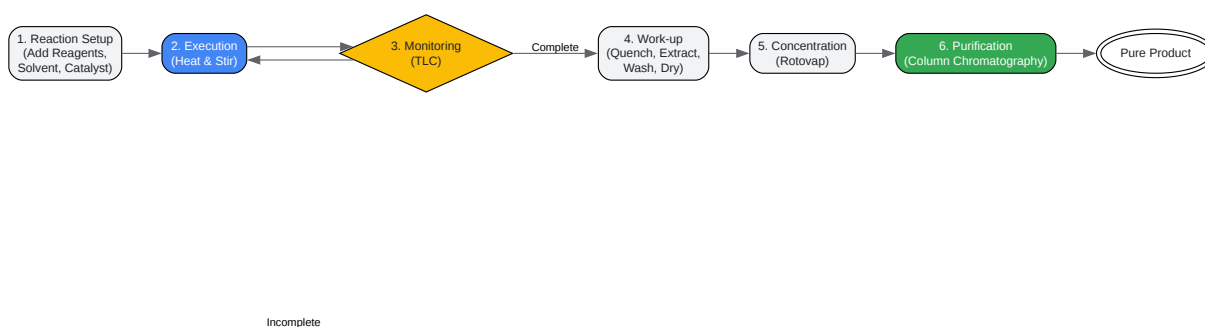 1. Reaction Setup
(Add Reagents,
Solvent, Catalyst)
2. Execution
(Heat & Stir)
3. Monitoring
(TLC)
Complete
4. Work-up
(Quench, Extract,
Wash, Dry)
5. Concentration
(Rotovap)
6. Purification
(Column Chromatography)
Pure Product
Incomplete